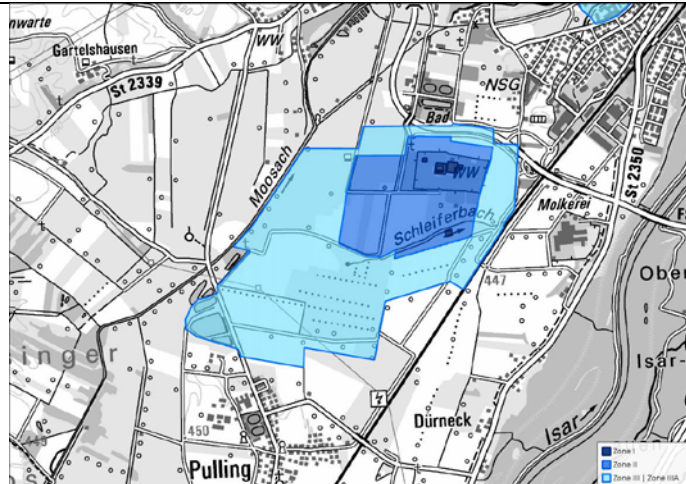 nwarte
Gartelshausen
WW
St 2339
NSG
Bad
Moosach
WW
St 2350
Molkerei
Schleiferbach
447
Ober
singer
Isar-
450
Dürneck
Isar
Pulling
Zone I
Zone II
Zone III | Zone IIIA